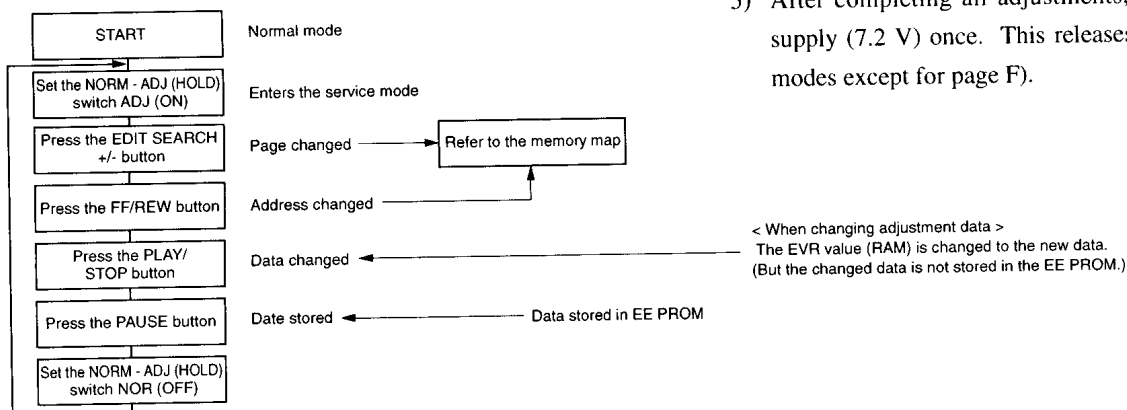 5) After completing all adjustments,
supply (7.2 V) once. This releases
modes except for page F).
START
Normal mode
Set the NORM - ADJ (HOLD)
switch ADJ (ON)
Enters the service mode
Press the EDIT SEARCH
+/- button
Page changed
Refer to the memory map
Press the FF/REW button
Address changed
Press the PLAY/
STOP button
Data changed
< When changing adjustment data >
The EVR value (RAM) is changed to the new data.
(But the changed data is not stored in the EE PROM.)
Press the PAUSE button
Date stored
Data stored in EE PROM
Set the NORM - ADJ (HOLD)
switch NOR (OFF)